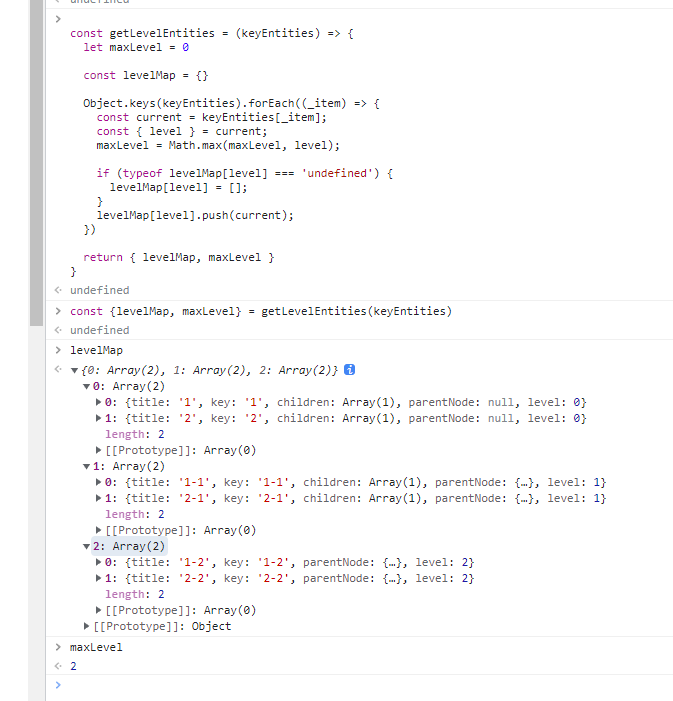 undefined
const getLevelEntities = (keyEntities) => {
let maxLevel = 0
const levelMap = {}
Object.keys(keyEntities).forEach((_item) => {
const current = keyEntities[_item];
const { level } = current;
maxLevel = Math.max(maxLevel, level);
if (typeof levelMap[level] === 'undefined') {
levelMap[level] = [];
}
levelMap[level].push(current);
})
return { levelMap, maxLevel }
}
undefined
const {levelMap, maxLevel} = getLevelEntities(keyEntities)
undefined
levelMap
{0: Array(2), 1: Array(2), 2: Array(2)} i
0: Array(2)
0: {title: '1', key: '1', children: Array(1), parentNode: null, level: 0}
1: {title: '2', key: '2', children: Array(1), parentNode: null, level: 0}
length: 2
[[Prototype]]: Array(0)
1: Array(2)
0: {title: '1-1', key: '1-1', children: Array(1), parentNode: {…}, level: 1}
1: {title: '2-1', key: '2-1', children: Array(1), parentNode: {…}, level: 1}
length: 2
[[Prototype]]: Array(0)
2: Array(2)
0: {title: '1-2', key: '1-2', parentNode: {…}, level: 2}
1: {title: '2-2', key: '2-2', parentNode: {…}, level: 2}
length: 2
[[Prototype]]: Array(0)
[[Prototype]]: Object
maxLevel
2